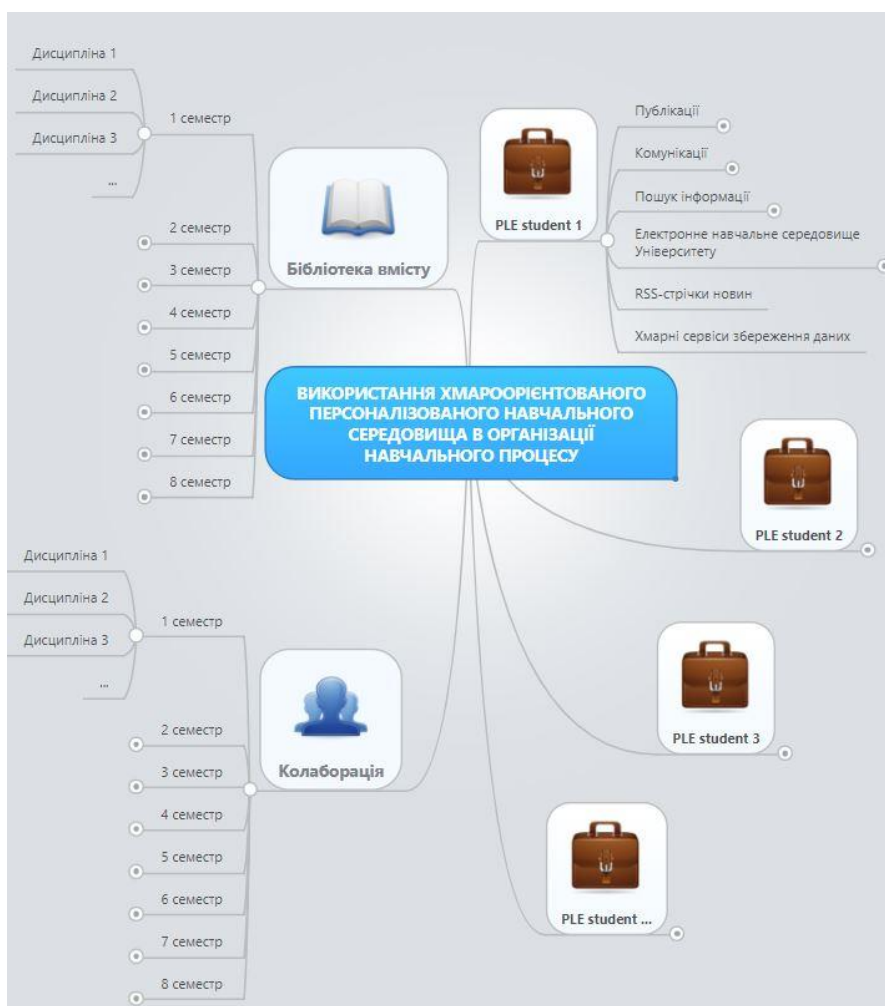 Дисципліна 1
Дисципліна 2
Дисципліна 3
...
1 семестр
2 семестр
3 семестр
4 семестр
5 семестр
6 семестр
7 семестр
8 семестр
Бібліотека вмісту
PLE student 1
Публікації
Комунікації
Пошук інформації
Електронне навчальне середовище
Університету
RSS-стрічки новин
Хмарні сервіси збереження даних
ВИКОРИСТАННЯ ХМАРООРІЄНТОВАНОГО
ПЕРСОНАЛІЗОВАНОГО НАВЧАЛЬНОГО
СЕРЕДОВИЩА В ОРГАНІЗАЦІЇ
НАВЧАЛЬНОГО ПРОЦЕСУ
PLE student 2
PLE student 3
PLE student ...
Дисципліна 1
Дисципліна 2
Дисципліна 3
...
1 семестр
2 семестр
3 семестр
4 семестр
5 семестр
6 семестр
7 семестр
8 семестр
Колаборація